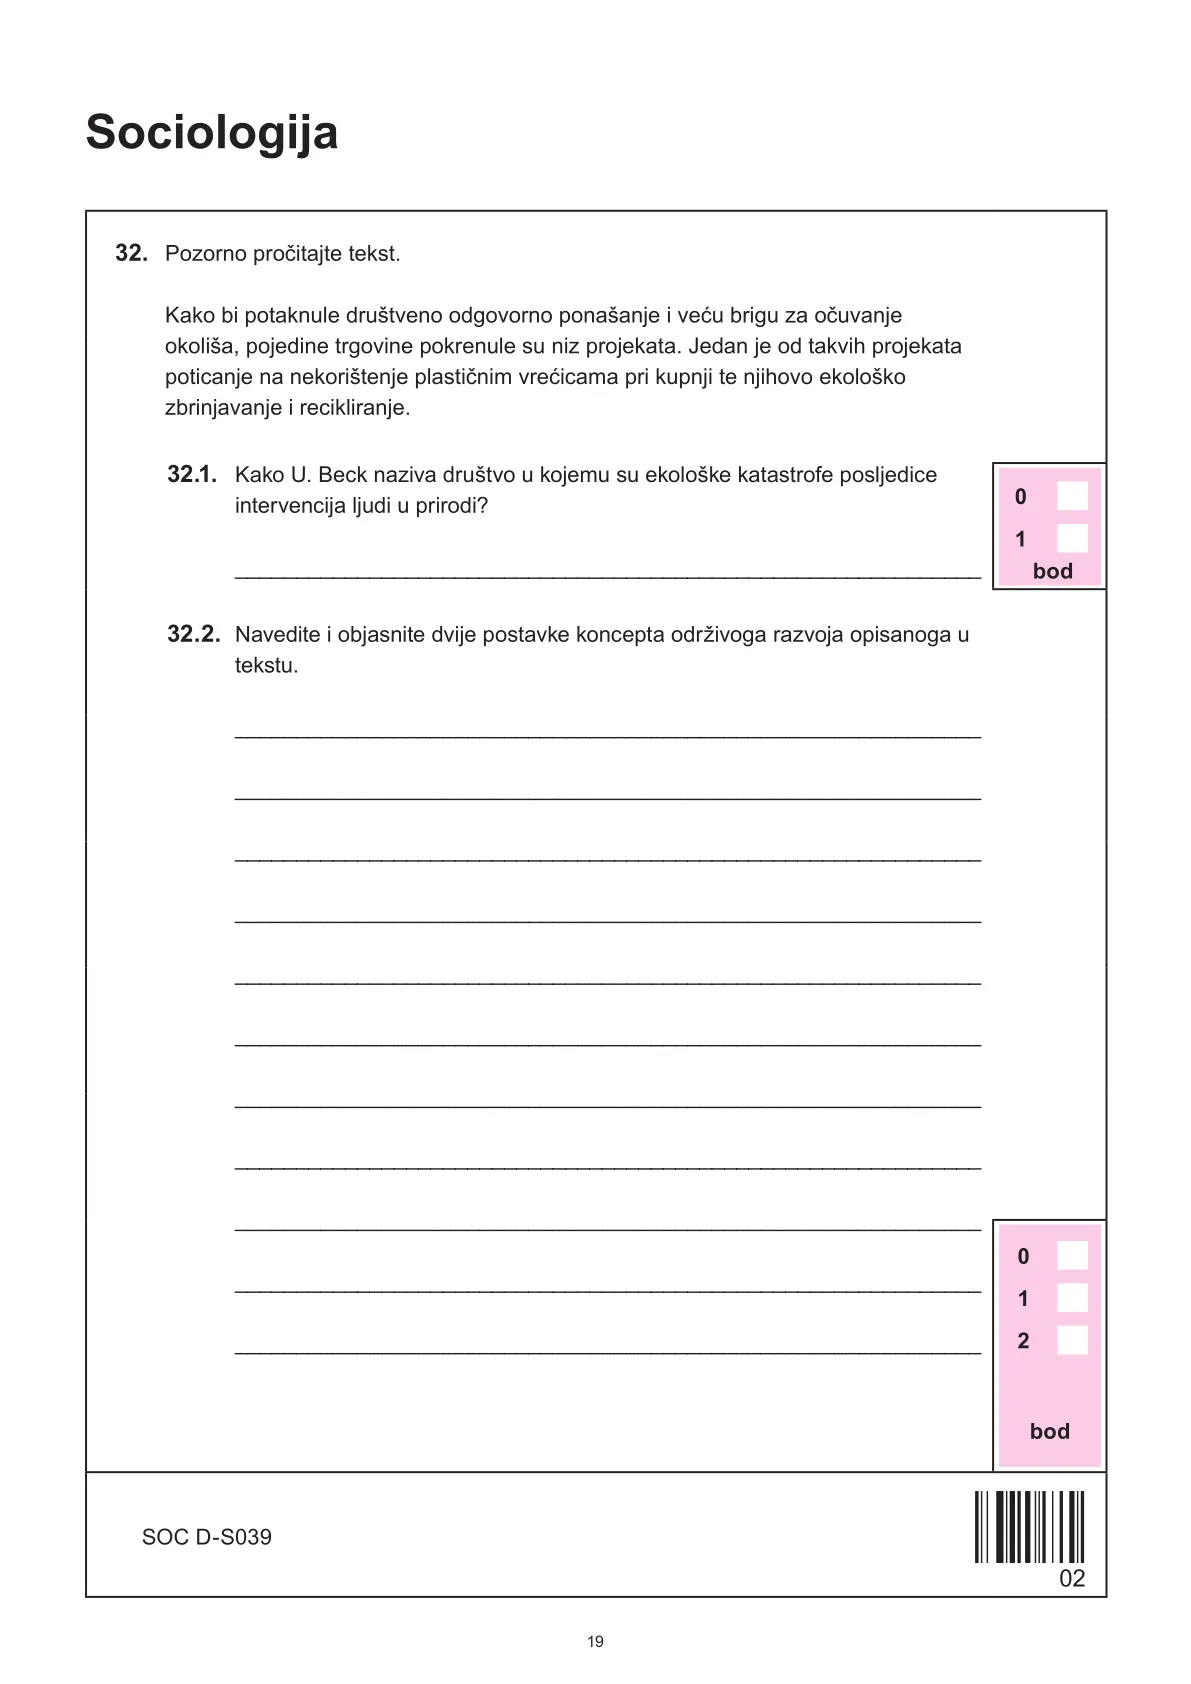 Sociologija
32. Pozorno pročitajte tekst.
Kako bi potaknule društveno odgovorno ponašanje i veću brigu za očuvanje
okoliša, pojedine trgovine pokrenule su niz projekata. Jedan je od takvih projekata
poticanje na nekorištenje plastičnim vrećicama pri kupnji te njihovo ekološko
zbrinjavanje i recikliranje.
32.1. Kako U. Beck naziva društvo u kojemu su ekološke katastrofe posljedice
intervencija ljudi u prirodi?
0
1
bod
32.2. Navedite i objasnite dvije postavke koncepta održivoga razvoja opisanoga u
tekstu.
0
1
2
bod
SOC D-S039
02
19